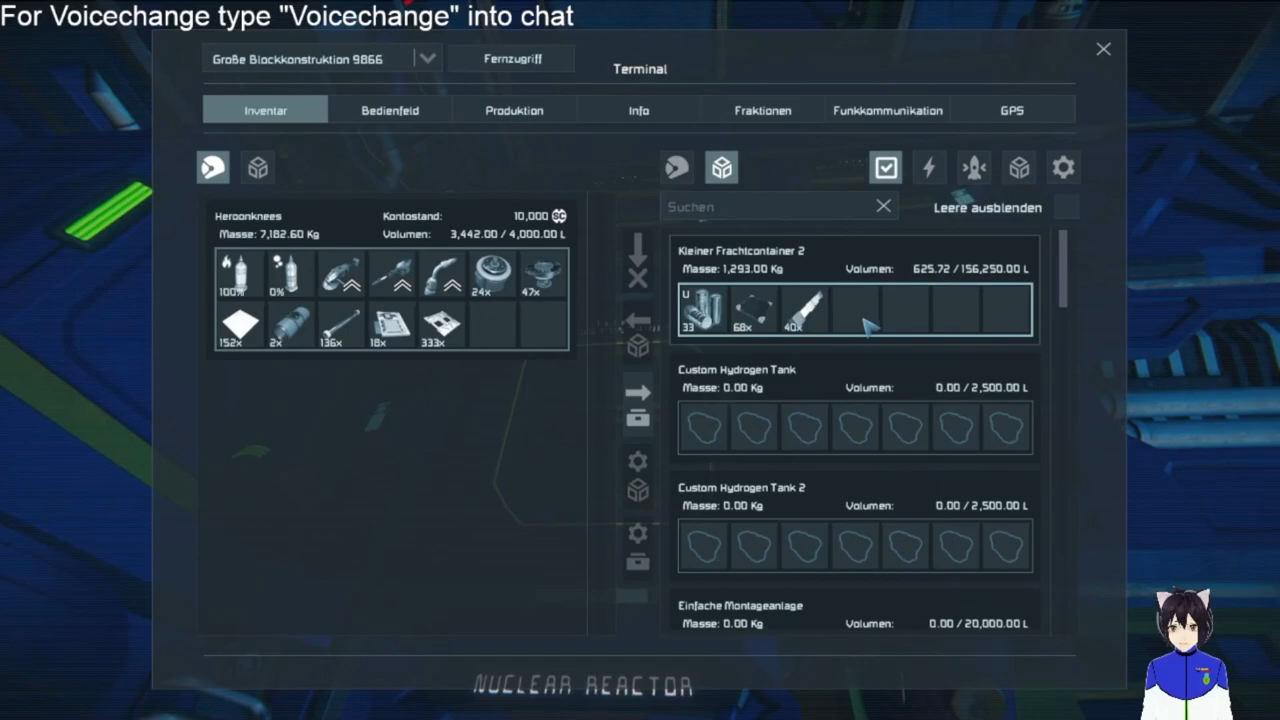 For Voicechange type "Voicechange" into chat
Große Blockkonstruktion 9866
Fernzugriff
Terminal
Inventar
Bedienfeld
Produktion
Info
Fraktionen
Funkkommunikation
GPS
Suchen
Leere ausblenden
Heroonknees
Kontostand: 10,000 SC
Masse: 7,182.60 Kg
Volumen: 3,442.00 / 4,000.00 L
100%
0%
24x
47x
152x
2x
136x
18x
333x
Kleiner Frachtcontainer 2
Masse: 1,293.00 Kg
Volumen: 625.72 / 156,250.00 L
U
33
68x
40x
Custom Hydrogen Tank
Masse: 0.00 Kg
Volumen: 0.00 / 2,500.00 L
Custom Hydrogen Tank 2
Masse: 0.00 Kg
Volumen: 0.00 / 2,500.00 L
Einfache Montageanlage
Masse: 0.00 Kg
Volumen: 0.00 / 20,000.00 L
NUCLEAR REACTOR